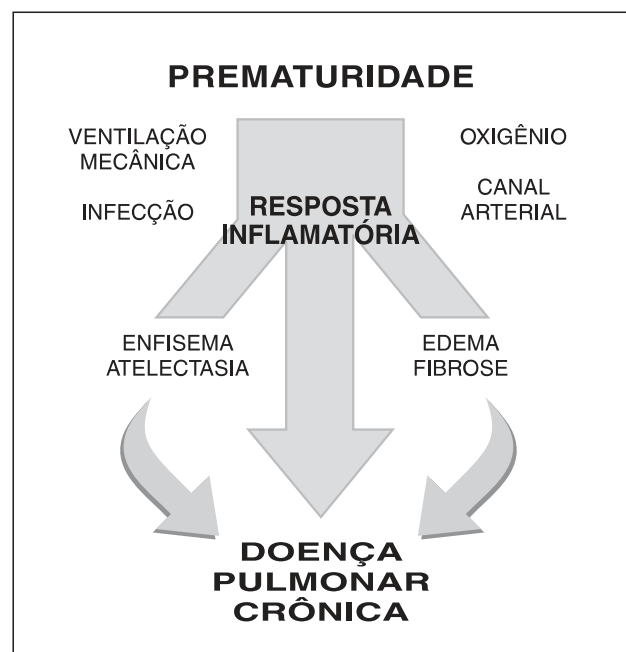 PREMATURIDADE
VENTILAÇÃO
MECÂNICA
INFECÇÃO
OXIGÊNIO
CANAL
ARTERIAL
RESPOSTA
INFLAMATÓRIA
ENFISEMA
ATELECTASIA
EDEMA
FIBROSE
DOENÇA
PULMONAR
CRÔNICA